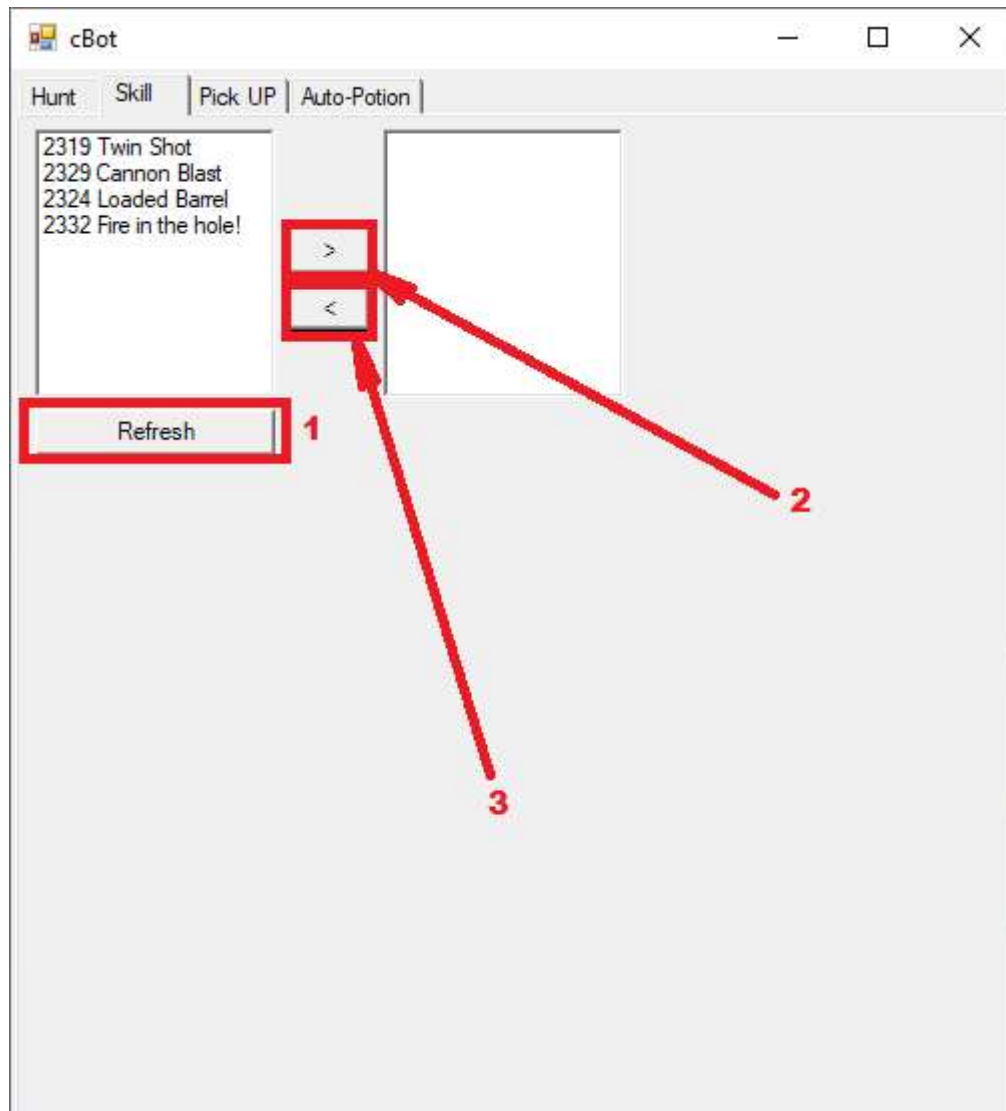 cBot
Hunt Skill Pick UP Auto-Potion
2319 Twin Shot
2329 Cannon Blast
2324 Loaded Barrel
2332 Fire in the hole!
>
<
Refresh 1
2
3